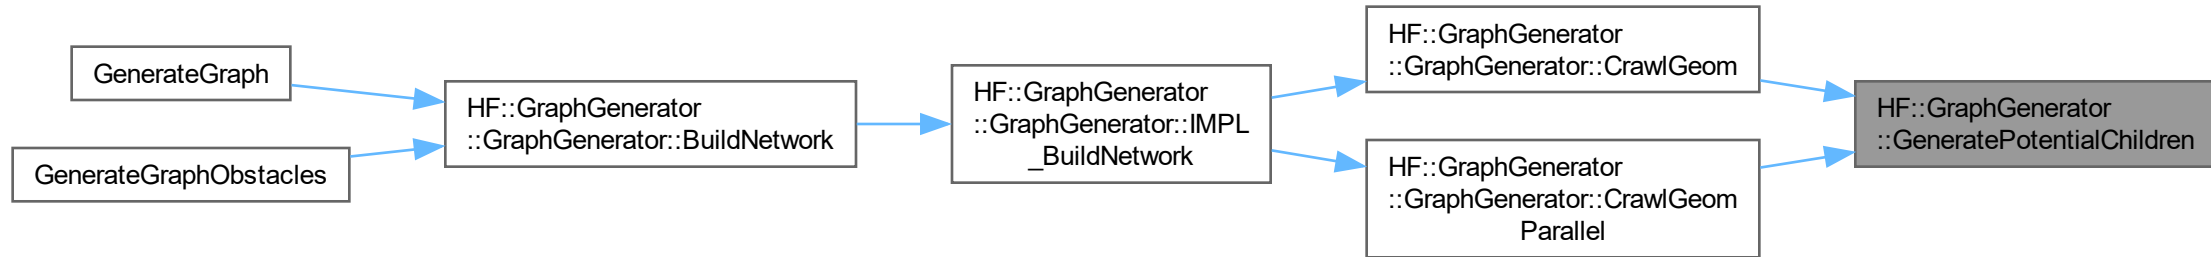 GenerateGraph
GenerateGraphObstacles
HF::GraphGenerator
::GraphGenerator::BuildNetwork
HF::GraphGenerator
::GraphGenerator::IMPL
_BuildNetwork
HF::GraphGenerator
::GraphGenerator::CrawlGeom
HF::GraphGenerator
::GraphGenerator::CrawlGeom
Parallel
HF::GraphGenerator
::GeneratePotentialChildren